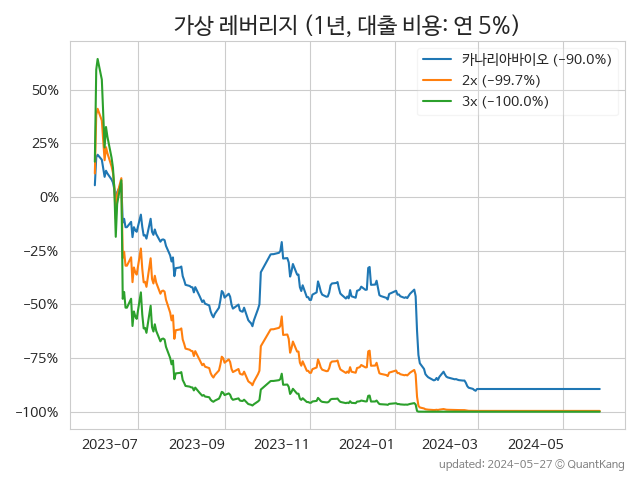 가상 레버리지 (1년, 대출 비용: 연 5%)
카나리아바이오 (−90.0%)
2x (−99.7%)
3x (−100.0%)
50%
25%
0%
−25%
−50%
−75%
−100%
2023−07
2023−09
2023−11
2024−01
2024−03
2024−05
updated: 2024-05-27 © QuantKang